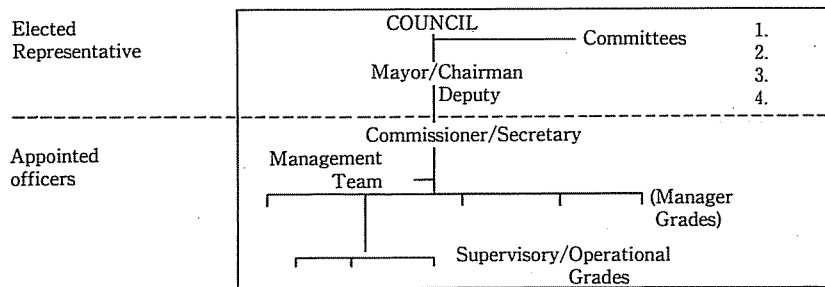 Elected
Representative
COUNCIL
Committees
1.
2.
3.
4.
Mayor/Chairman
Deputy
Commissioner/Secretary
Appointed
officers
Management
Team
(Manager
Grades)
Supervisory/Operational
Grades